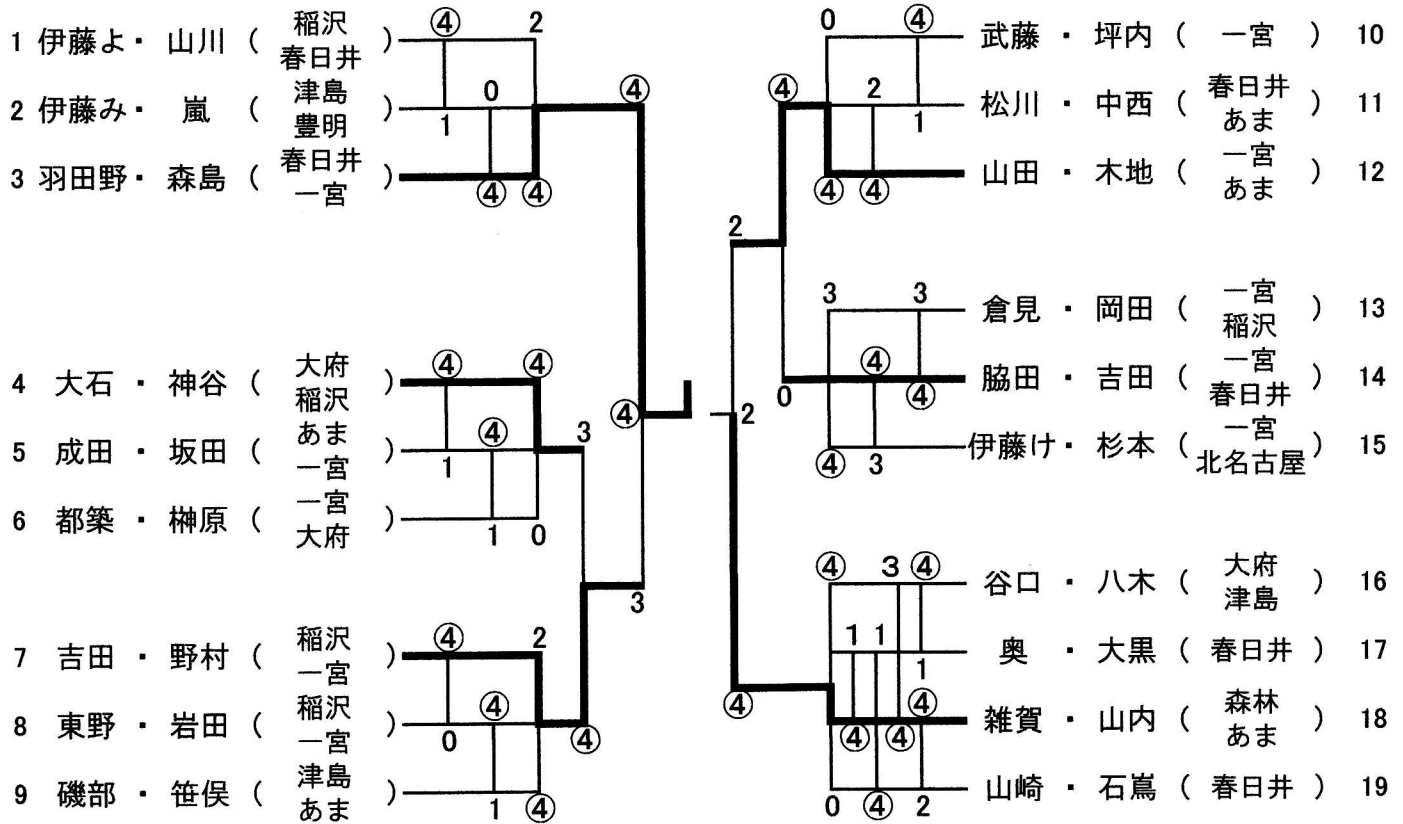 1 伊藤よ・ 山川 ( 稲沢 春日井 ) ④ 2
2 伊藤み・ 嵐 ( 津島 豊明 ) 1 0 ④
3 羽田野・ 森島 ( 春日井 一宮 ) ④ ④
4 大石 ・ 神谷 ( 大府 稲沢 ) ④ ④
5 成田 ・ 坂田 ( あま 一宮 ) 1 ④ 3 ④
6 都築 ・ 榊原 ( 一宮 大府 ) 1 0
3
7 吉田 ・ 野村 ( 稲沢 一宮 ) ④ 2
8 東野 ・ 岩田 ( 稲沢 一宮 ) 0 ④ ④
9 磯部 ・ 笹俣 ( 津島 あま ) 1 ④
0 ④ 武藤 ・ 坪内 ( 一宮 ) 10
④ 2 1 松川 ・ 中西 ( 春日井 あま ) 11
④ ④ 山田 ・ 木地 ( 一宮 あま ) 12
2
3 3 倉見 ・ 岡田 ( 一宮 稲沢 ) 13
0 ④ ④ 脇田 ・ 吉田 ( 一宮 春日井 ) 14
2 ④ 3 伊藤け・ 杉本 ( 一宮 北名古屋 ) 15
④ 3 ④ 谷口 ・ 八木 ( 大府 津島 ) 16
1 1 1 奥 ・ 大黒 ( 春日井 ) 17
④ ④ ④ ④ 雑賀 ・ 山内 ( 森林 あま ) 18
0 ④ 2 山崎 ・ 石嶌 ( 春日井 ) 19